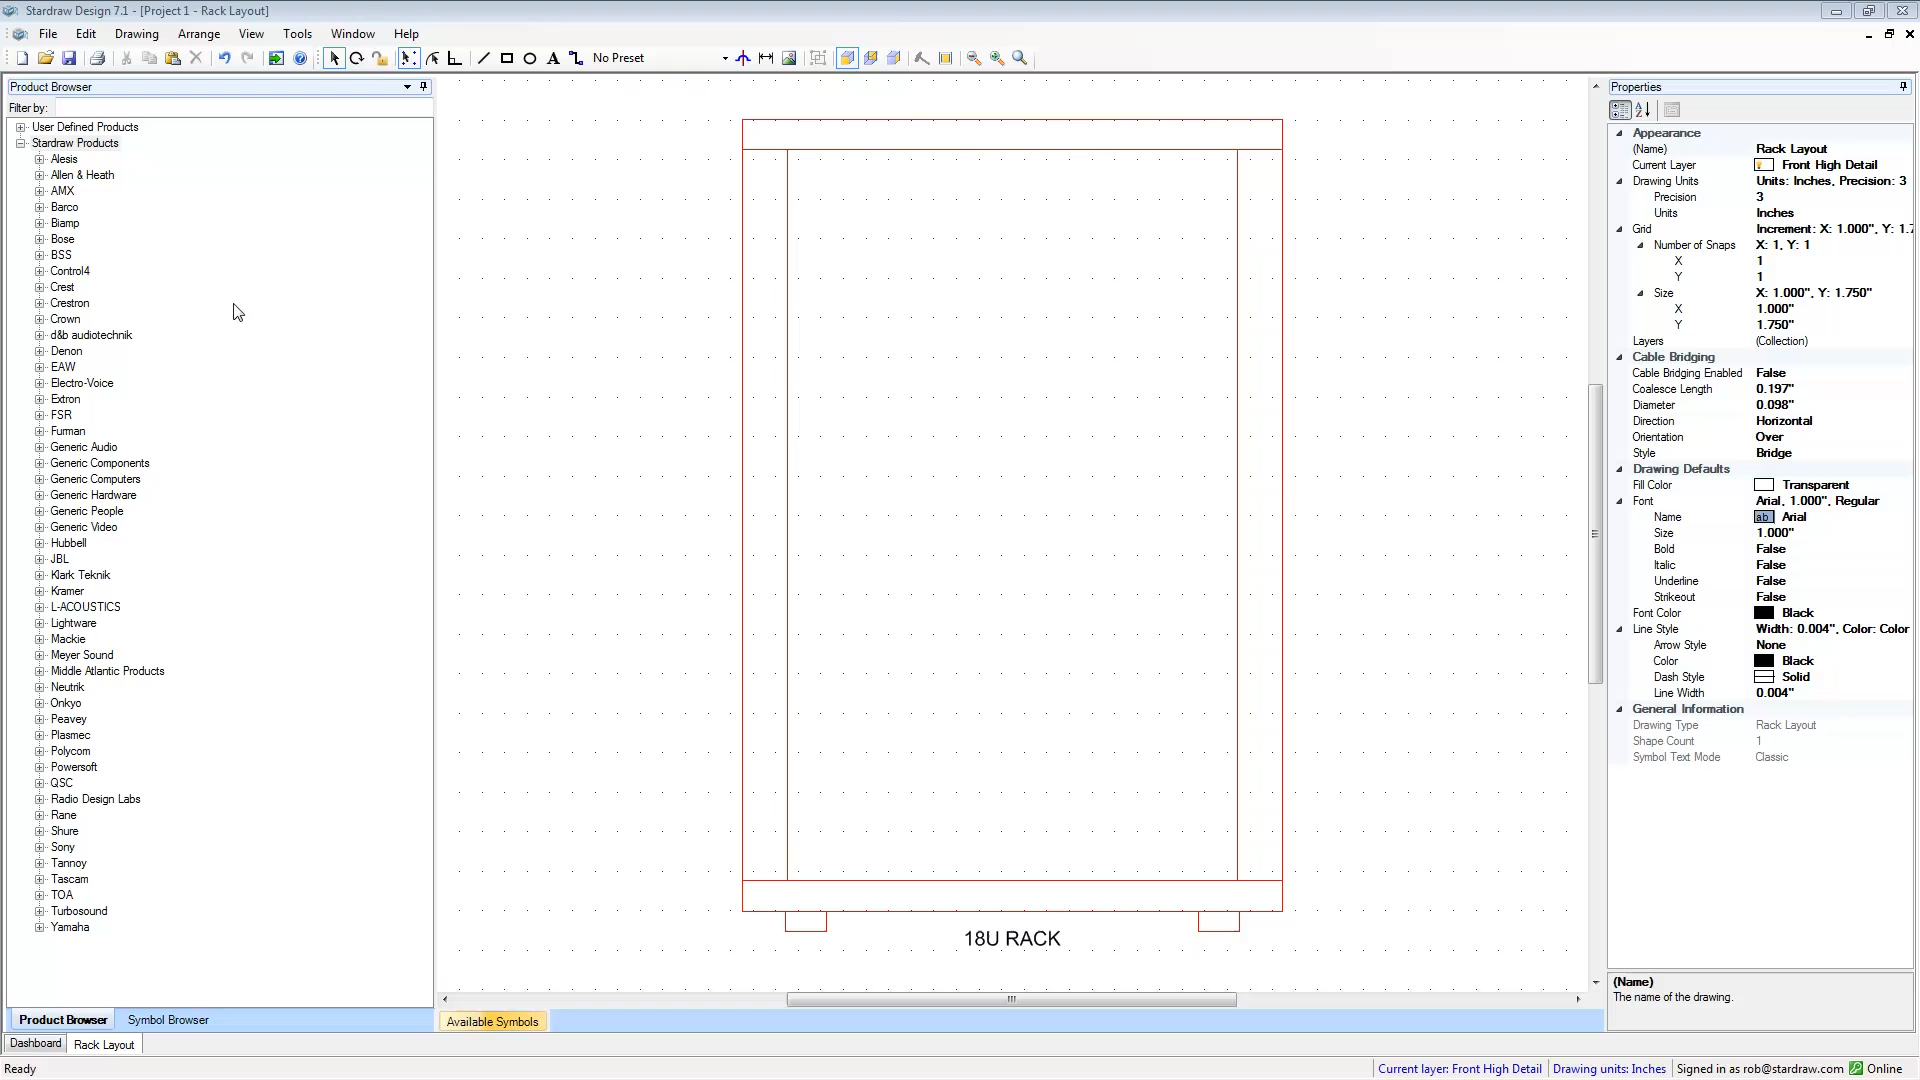 Stardraw Design 7.1 - [Project 1 - Rack Layout]
File Edit Drawing Arrange View Tools Window Help
No Preset
Product Browser
Filter by:
User Defined Products
Stardraw Products
Alesis
Allen & Heath
AMX
Barco
Biamp
Bose
BSS
Control4
Crest
Crestron
Crown
d&b audiotechnik
Denon
EAW
Electro-Voice
Extron
FSR
Furman
Generic Audio
Generic Components
Generic Computers
Generic Hardware
Generic People
Generic Video
Hubbell
JBL
Klark Teknik
Kramer
L-ACOUSTICS
Lightware
Mackie
Meyer Sound
Middle Atlantic Products
Neutrik
Onkyo
Peavey
Plasmec
Polycom
Powersoft
QSC
Radio Design Labs
Rane
Shure
Sony
Tannoy
Tascam
TOA
Turbosound
Yamaha
Product Browser Symbol Browser
Dashboard Rack Layout
Ready
18U RACK
Available Symbols
Properties
Appearance
(Name) Rack Layout
Current Layer Front High Detail
Drawing Units Units: Inches, Precision: 3
Precision 3
Units Inches
Grid Increment: X: 1.000", Y: 1.7
Number of Snaps X: 1, Y: 1
X 1
Y 1
Size X: 1.000", Y: 1.750"
X 1.000"
Y 1.750"
Layers (Collection)
Cable Bridging
Cable Bridging Enabled False
Coalesce Length 0.197"
Diameter 0.098"
Direction Horizontal
Orientation Over
Style Bridge
Drawing Defaults
Fill Color Transparent
Font Arial, 1.000", Regular
Name ab Arial
Size 1.000"
Bold False
Italic False
Underline False
Strikeout False
Font Color Black
Line Style Width: 0.004", Color: Color
Arrow Style None
Color Black
Dash Style Solid
Line Width 0.004"
General Information
Drawing Type Rack Layout
Shape Count 1
Symbol Text Mode Classic
(Name)
The name of the drawing.
Current layer: Front High Detail Drawing units: Inches Signed in as rob@stardraw.com Online